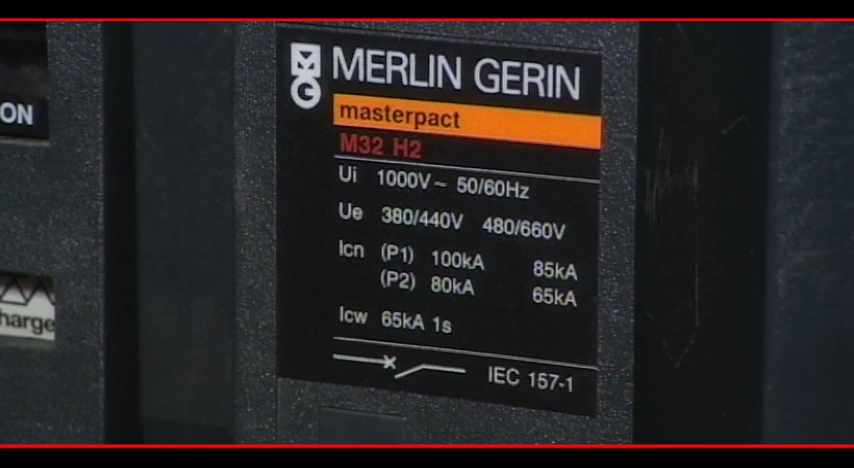 ON
harge
MG
MERLIN GERIN
masterpact
M32 H2
Ui 1000V~ 50/60Hz
Ue 380/440V 480/660V
Icn (P1) 100kA 85kA
(P2) 80kA 65kA
Icw 65kA 1s
IEC 157-1